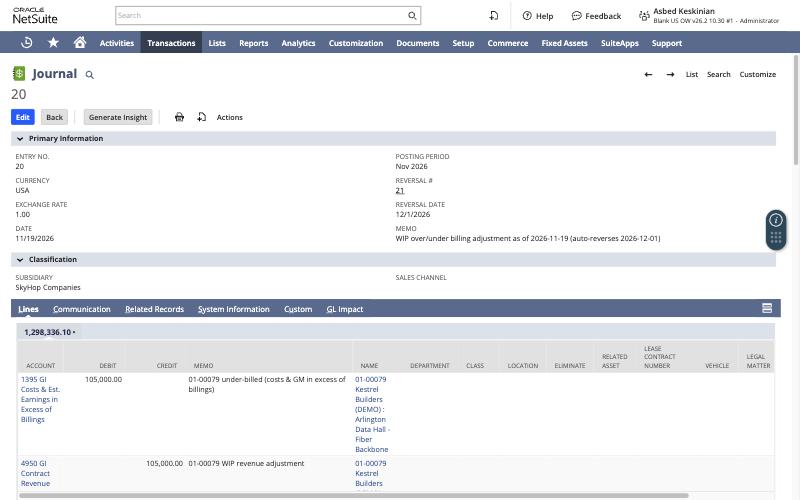 ORACLE
NetSuite
Search
Help
Feedback
Asbed Keskinian
Blank US OW v26.2 10.30 #1 - Administrator
Activities
Transactions
Lists
Reports
Analytics
Customization
Documents
Setup
Commerce
Fixed Assets
SuiteApps
Support
Journal
List
Search
Customize
20
Edit
Back
Generate Insight
Actions
Primary Information
ENTRY NO.
20
CURRENCY
USA
EXCHANGE RATE
1.00
DATE
11/19/2026
POSTING PERIOD
Nov 2026
REVERSAL #
21
REVERSAL DATE
12/1/2026
MEMO
WIP over/under billing adjustment as of 2026-11-19 (auto-reverses 2026-12-01)
Classification
SUBSIDIARY
SkyHop Companies
SALES CHANNEL
Lines
Communication
Related Records
System Information
Custom
GL Impact
1,298,336.10 •
ACCOUNT
DEBIT
CREDIT
MEMO
NAME
DEPARTMENT
CLASS
LOCATION
ELIMINATE
RELATED
ASSET
LEASE
CONTRACT
NUMBER
VEHICLE
LEGAL
MATTER
1395 GI
Costs & Est.
Earnings in
Excess of
Billings
105,000.00
01-00079 under-billed (costs & GM in excess of
billings)
01-00079
Kestrel
Builders
(DEMO) :
Arlington
Data Hall -
Fiber
Backbone
4950 GI
Contract
Revenue
105,000.00
01-00079 WIP revenue adjustment
01-00079
Kestrel
Builders